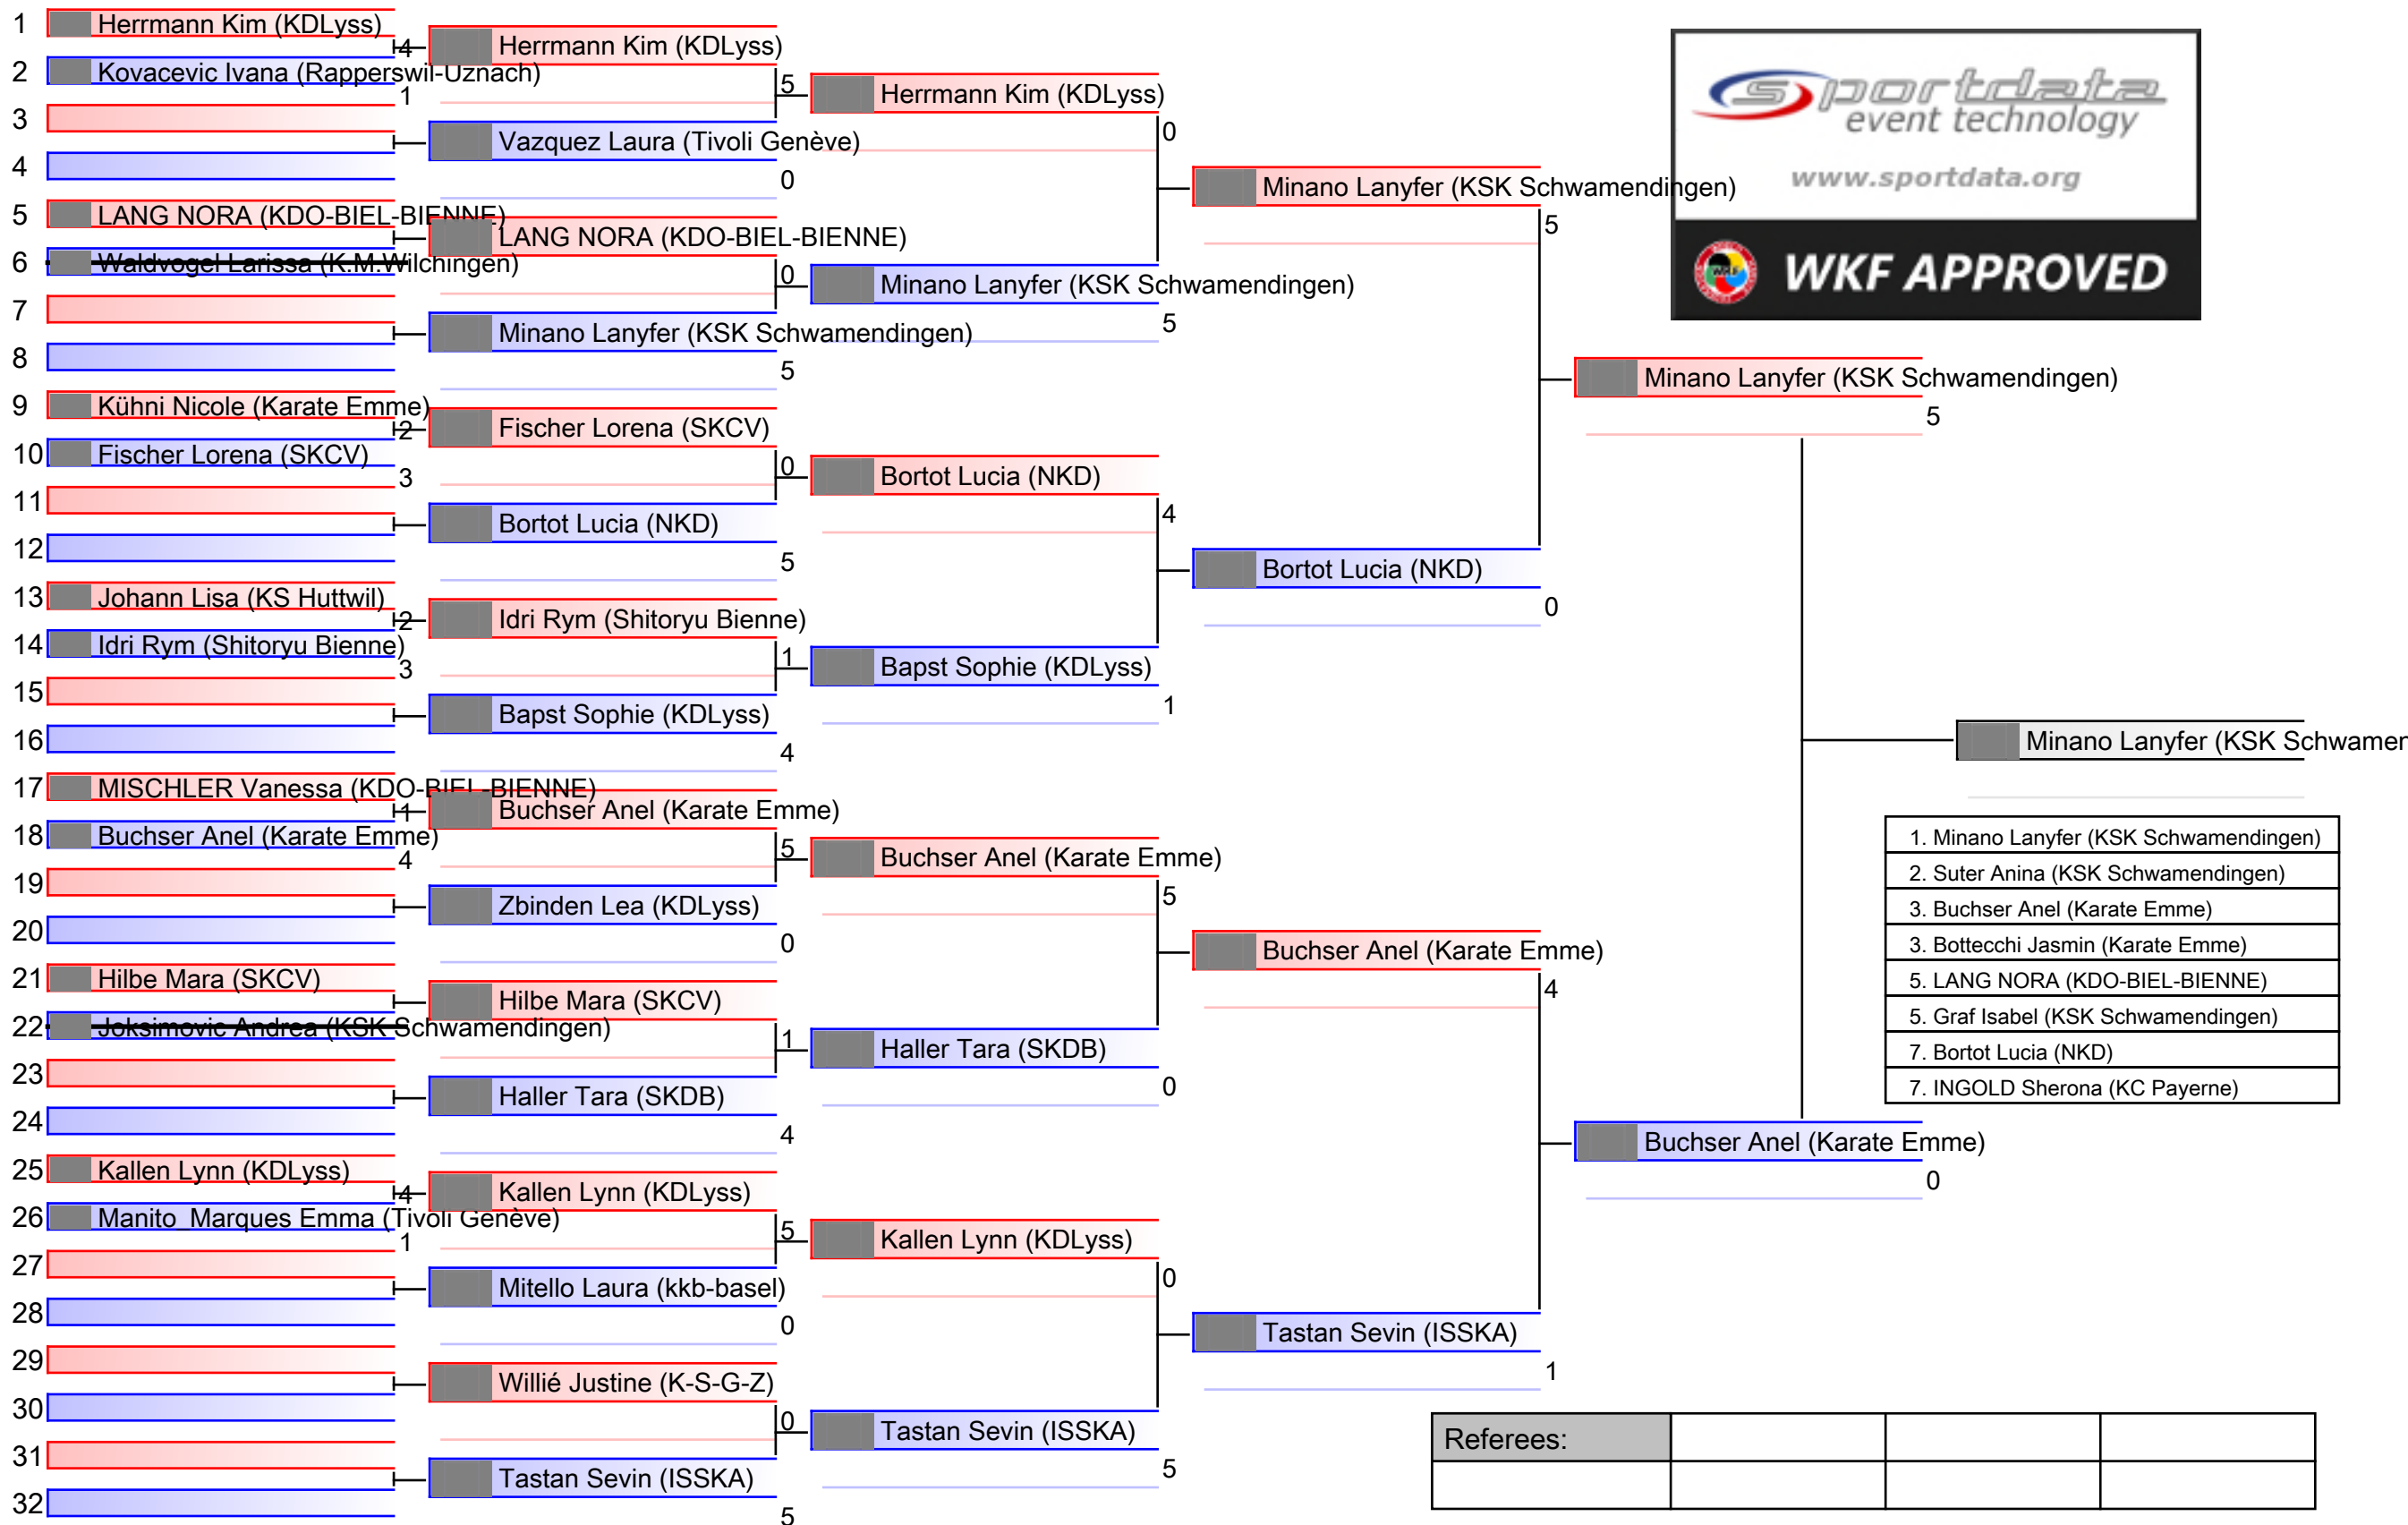 1 Herrmann Kim (KDLyss)
4
2 Kovacevic Ivana (Rapperswil-Uznach)
1
3
4
5 LANG NORA (KDO-BIEL-BIENNE)
6 Waldvogel Larissa (K.M.Wilchingen)
7
8
9 Kühni Nicole (Karate Emme)
2
10 Fischer Lorena (SKCV)
3
11
12
13 Johann Lisa (KS Huttwil)
2
14 Idri Rym (Shitoryu Bienne)
3
15
16
17 MISCHLER Vanessa (KDO-BIEL-BIENNE)
1
18 Buchser Anel (Karate Emme)
4
19
20
21 Hilbe Mara (SKCV)
22 Joksimovic Andrea (KSK Schwamendingen)
23
24
25 Kallen Lynn (KDLyss)
4
26 Manito  Marques Emma (Tivoli Genève)
1
27
28
29
30
31
32
Herrmann Kim (KDLyss)
5
Vazquez Laura (Tivoli Genève)
0
LANG NORA (KDO-BIEL-BIENNE)
0
Minano Lanyfer (KSK Schwamendingen)
5
Fischer Lorena (SKCV)
0
Bortot Lucia (NKD)
5
Idri Rym (Shitoryu Bienne)
1
Bapst Sophie (KDLyss)
4
Buchser Anel (Karate Emme)
5
Zbinden Lea (KDLyss)
0
Hilbe Mara (SKCV)
1
Haller Tara (SKDB)
4
Kallen Lynn (KDLyss)
5
Mitello Laura (kkb-basel)
0
Willié Justine (K-S-G-Z)
0
Tastan Sevin (ISSKA)
5
Herrmann Kim (KDLyss)
0
Minano Lanyfer (KSK Schwamendingen)
5
Bortot Lucia (NKD)
4
Bapst Sophie (KDLyss)
1
Buchser Anel (Karate Emme)
5
Haller Tara (SKDB)
0
Kallen Lynn (KDLyss)
0
Tastan Sevin (ISSKA)
5
Minano Lanyfer (KSK Schwamendingen)
5
Bortot Lucia (NKD)
0
Buchser Anel (Karate Emme)
4
Tastan Sevin (ISSKA)
1
Minano Lanyfer (KSK Schwamendingen)
5
Buchser Anel (Karate Emme)
0
Minano Lanyfer (KSK Schwamen
sportdata
event technology
www.sportdata.org
WKF
WKF APPROVED
1. Minano Lanyfer (KSK Schwamendingen)
2. Suter Anina (KSK Schwamendingen)
3. Buchser Anel (Karate Emme)
3. Bottecchi Jasmin (Karate Emme)
5. LANG NORA (KDO-BIEL-BIENNE)
5. Graf Isabel (KSK Schwamendingen)
7. Bortot Lucia (NKD)
7. INGOLD Sherona (KC Payerne)
Referees: